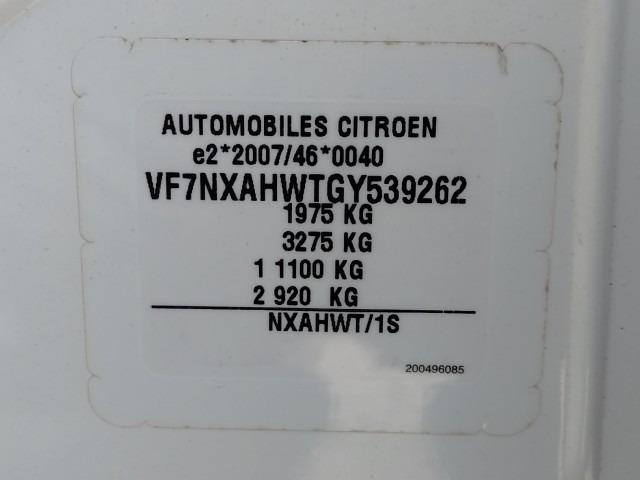 AUTOMOBILES CITROEN
e2*2007/46*0040
VF7NXAHWTGY539262
1975 KG
3275 KG
1 1100 KG
2 920 KG
NXAHWT/1S
200496085